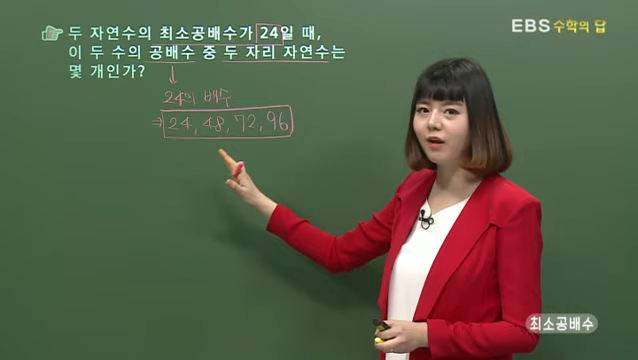 두 자연수의 최소공배수가 24일 때,
이 두 수의 공배수 중 두 자리 자연수는
몇 개인가?
24의 배수
⇒ 24, 48, 72, 96
EBS 수학의 답
최소공배수